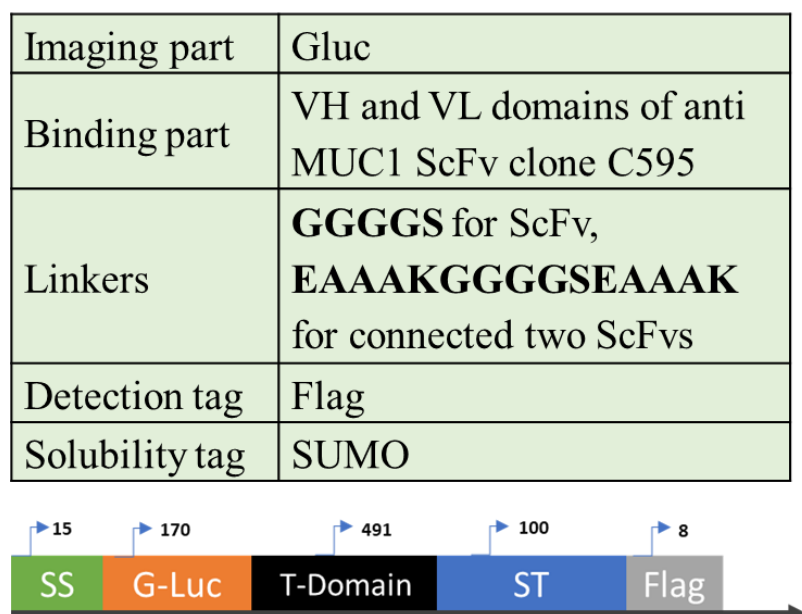 Imaging part Gluc
Binding part VH and VL domains of anti
MUC1 ScFv clone C595
Linkers GGGGS for ScFv,
EAAAKGGGGSEAAAK
for connected two ScFvs
Detection tag Flag
Solubility tag SUMO
15 170 491 100 8
SS G-Luc T-Domain ST Flag